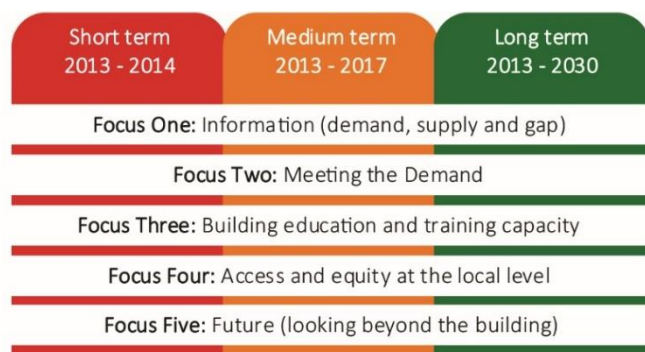 Short term
2013 - 2014
Medium term
2013 - 2017
Long term
2013 - 2030
Focus One: Information (demand, supply and gap)
Focus Two: Meeting the Demand
Focus Three: Building education and training capacity
Focus Four: Access and equity at the local level
Focus Five: Future (looking beyond the building)